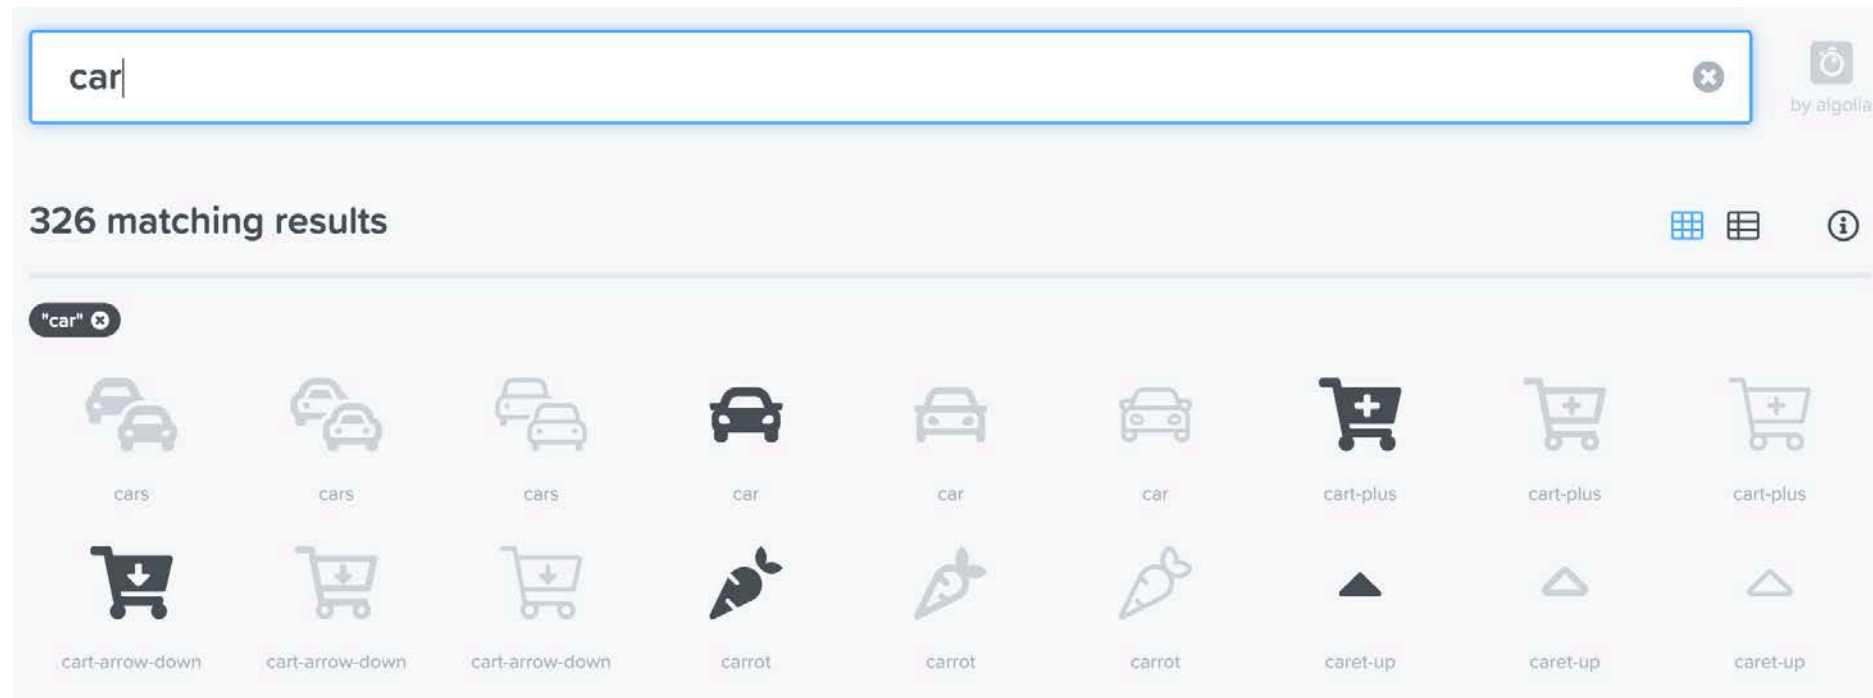 car
by algolia
326 matching results
"car"
cars cars cars car car car cart-plus cart-plus cart-plus
cart-arrow-down cart-arrow-down cart-arrow-down carrot carrot carrot caret-up caret-up caret-up